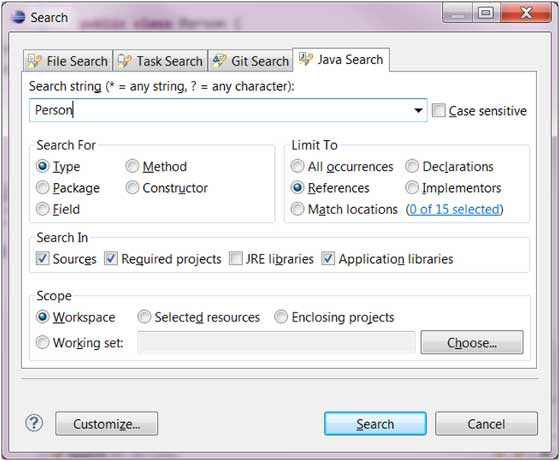 Search
public class Person {
File Search Task Search Git Search Java Search
Search string (* = any string, ? = any character):
Person Case sensitive
Search For Limit To
Type Method All occurrences Declarations
Package Constructor References Implementors
Field Match locations (0 of 15 selected)
Search In
Sources Required projects JRE libraries Application libraries
Scope
Workspace Selected resources Enclosing projects
Working set: Choose...
? Customize... Search Cancel